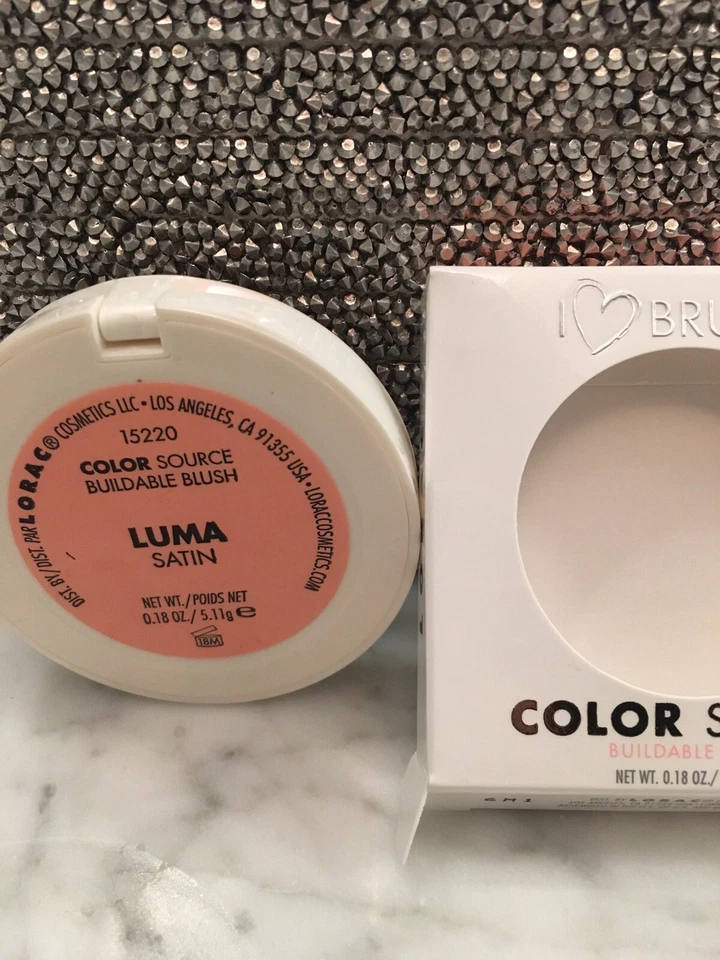 DIST. BY/DIST. PAR LORAC® COSMETICS LLC • LOS ANGELES, CA 91355 USA • LORACCOSMETICS.COM
15220
COLOR SOURCE
BUILDABLE BLUSH
LUMA
SATIN
NET WT./POIDS NET
0.18 OZ./ 5.11g e
18M
I BRU
COLOR S
BUILDABLE
NET WT. 0.18 OZ./
6M1
LORAC